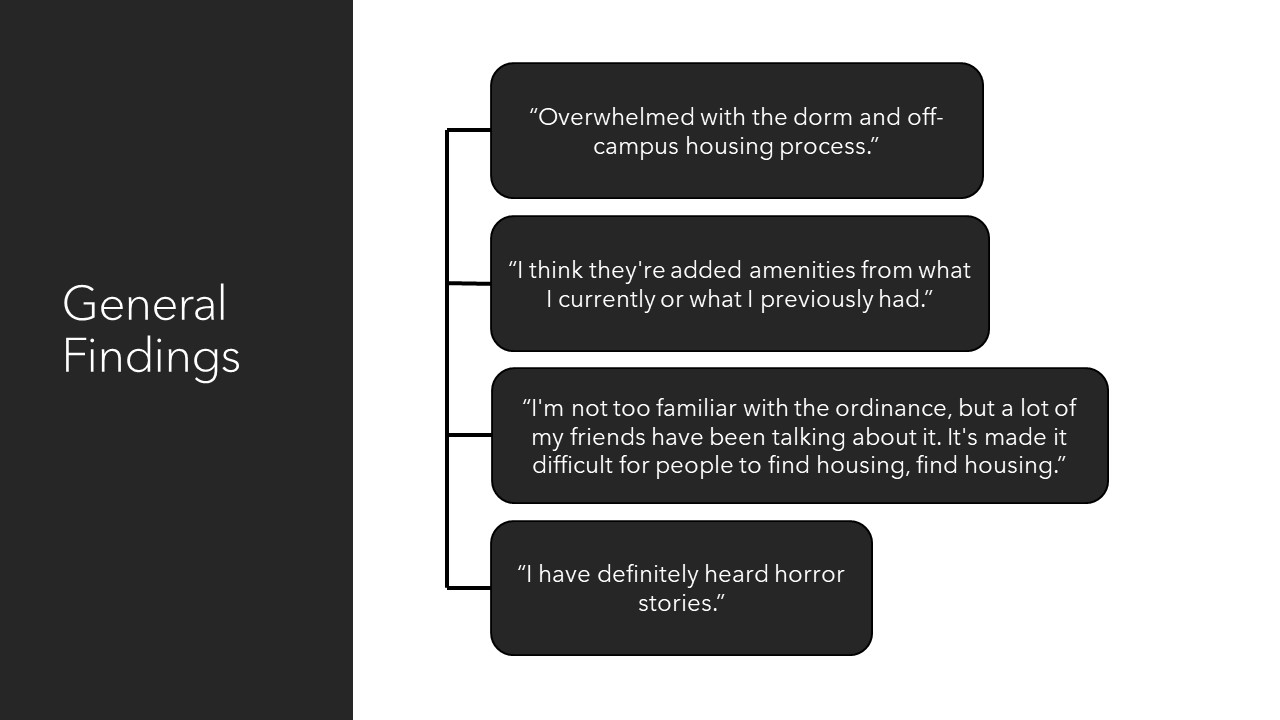 General
Findings
“Overwhelmed with the dorm and off-
campus housing process.”
“I think they're added amenities from what
I currently or what I previously had.”
“I'm not too familiar with the ordinance, but a lot of
my friends have been talking about it. It's made it
difficult for people to find housing, find housing.”
“I have definitely heard horror
stories.”